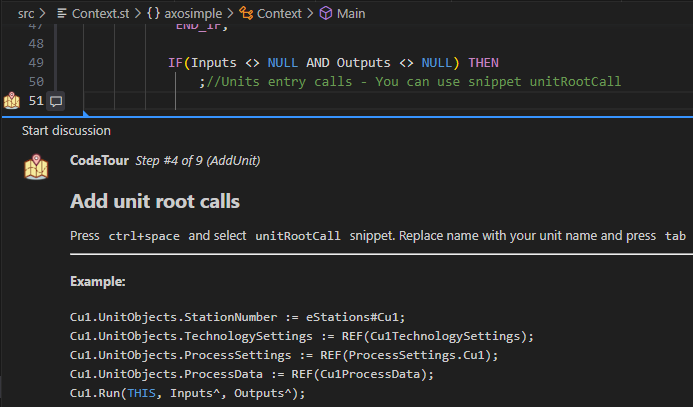 src > Context.st > {} axosimple > Context > Main
47 END_IF;
48
49 IF(Inputs <> NULL AND Outputs <> NULL) THEN
50 ;//Units entry calls - You can use snippet unitRootCall
51
Start discussion
CodeTour Step #4 of 9 (AddUnit)
Add unit root calls
Press ctrl+space and select unitRootCall snippet. Replace name with your unit name and press tab
Example:
Cu1.UnitObjects.StationNumber := eStations#Cu1;
Cu1.UnitObjects.TechnologySettings := REF(Cu1TechnologySettings);
Cu1.UnitObjects.ProcessSettings := REF(ProcessSettings.Cu1);
Cu1.UnitObjects.ProcessData := REF(Cu1ProcessData);
Cu1.Run(THIS, Inputs^, Outputs^);